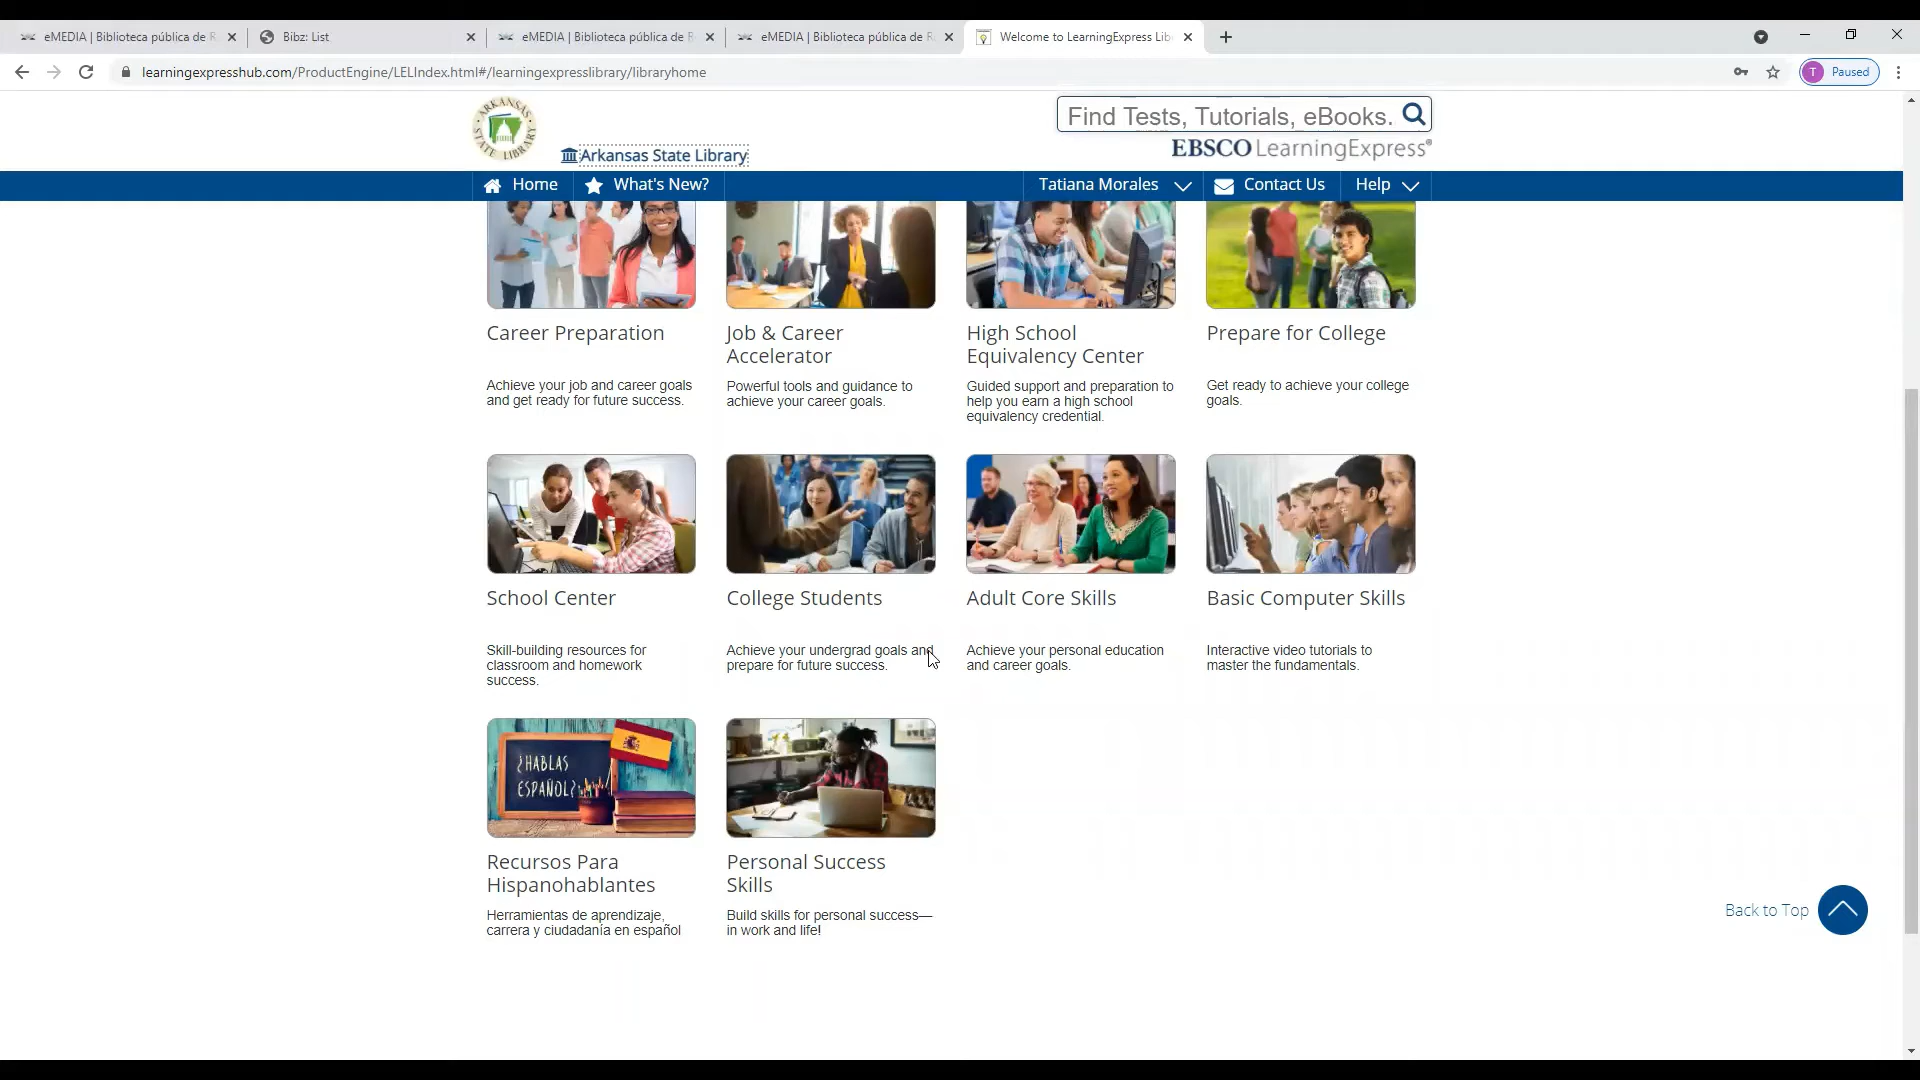 eMEDIA | Biblioteca pública de R
Bibz: List
eMEDIA | Biblioteca pública de R
eMEDIA | Biblioteca pública de R
Welcome to LearningExpress Lib
learningexpresshub.com/ProductEngine/LELIndex.html#/learningexpresslibrary/libraryhome
T Paused
ARKANSAS STATE LIBRARY
Arkansas State Library
Find Tests, Tutorials, eBooks.
EBSCO LearningExpress®
Home
What's New?
Tatiana Morales
Contact Us
Help
Career Preparation
Achieve your job and career goals
and get ready for future success.
Job & Career
Accelerator
Powerful tools and guidance to
achieve your career goals.
High School
Equivalency Center
Guided support and preparation to
help you earn a high school
equivalency credential.
Prepare for College
Get ready to achieve your college
goals.
School Center
Skill-building resources for
classroom and homework
success.
College Students
Achieve your undergrad goals and
prepare for future success.
Adult Core Skills
Achieve your personal education
and career goals.
Basic Computer Skills
Interactive video tutorials to
master the fundamentals.
¿HABLAS
ESPAÑOL?
Recursos Para
Hispanohablantes
Herramientas de aprendizaje,
carrera y ciudadanía en español
Personal Success
Skills
Build skills for personal success—
in work and life!
Back to Top